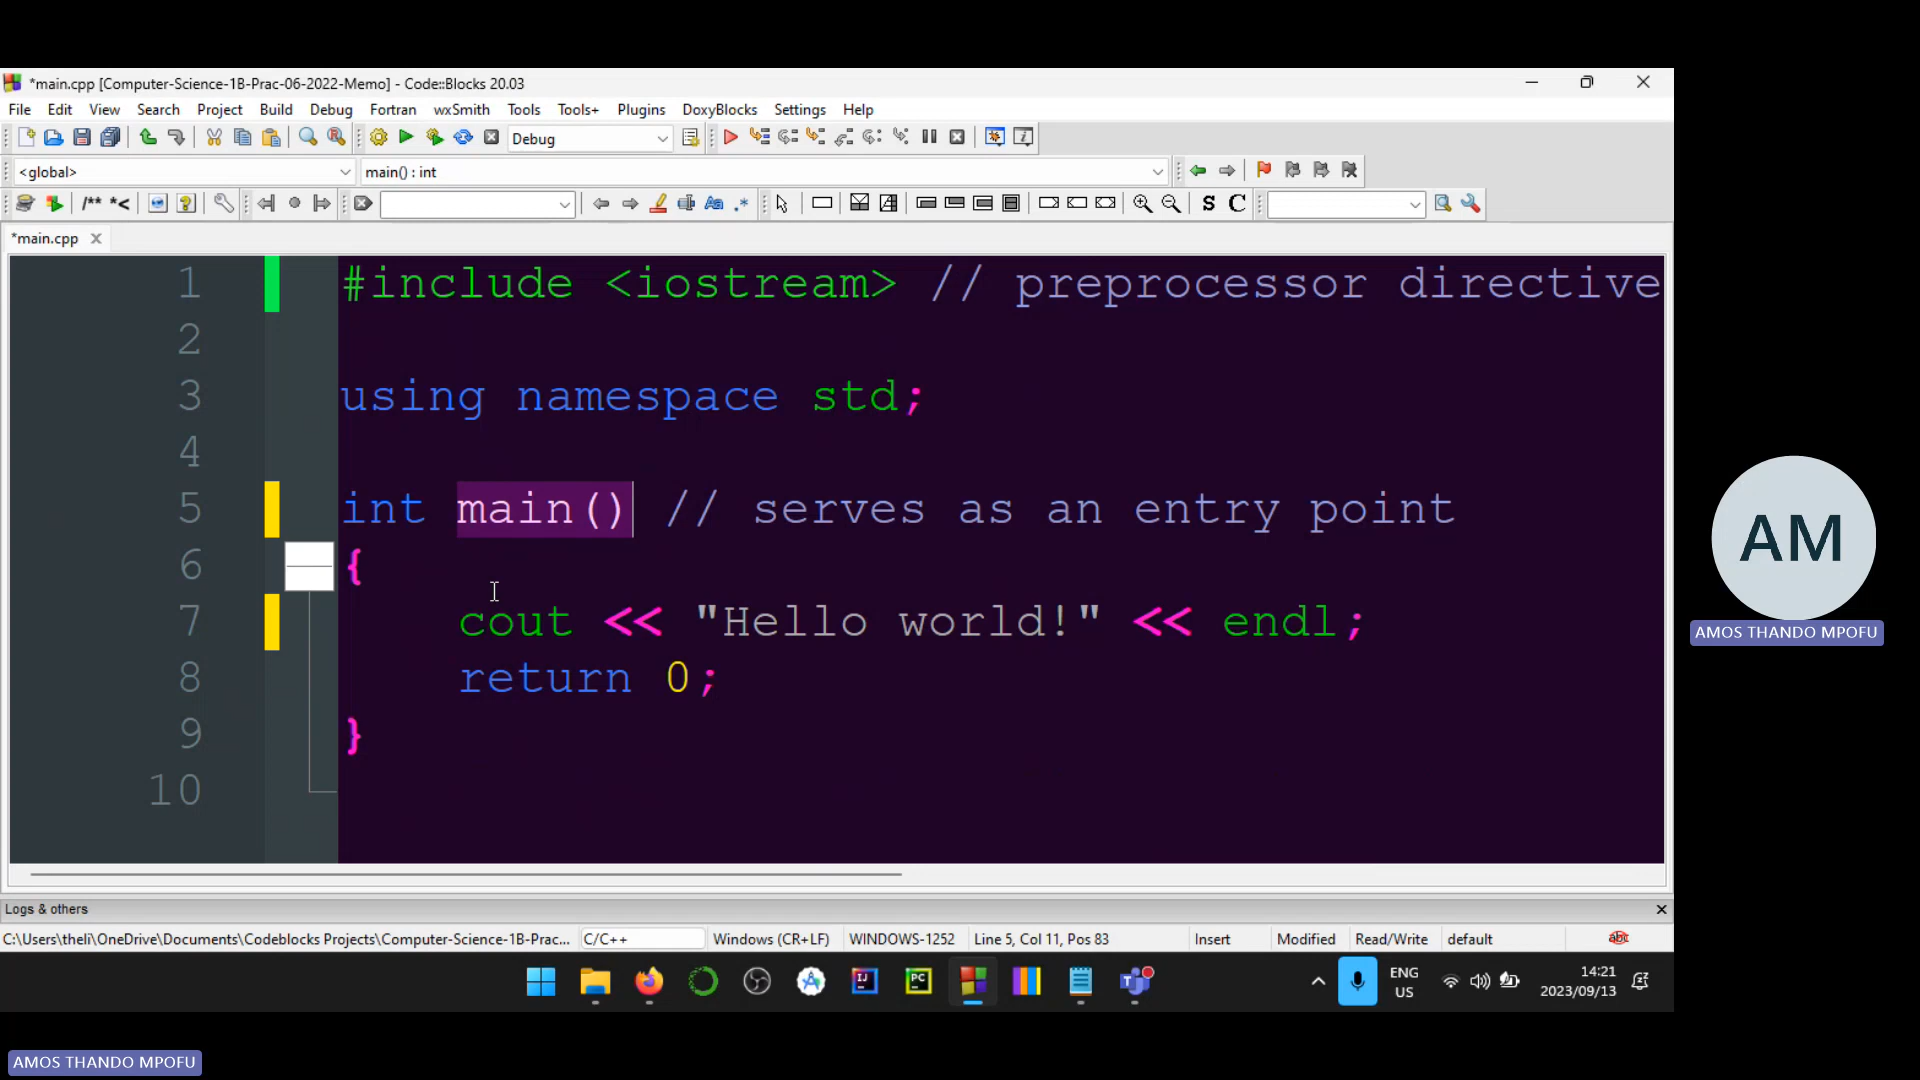 *main.cpp [Computer-Science-1B-Prac-06-2022-Memo] - Code::Blocks 20.03
File Edit View Search Project Build Debug Fortran wxSmith Tools Tools+ Plugins DoxyBlocks Settings Help
Debug
<global> main() : int
/** *< Aa .* S C
*main.cpp
1 #include <iostream> // preprocessor directive
2
3 using namespace std;
4
5 int main() // serves as an entry point
6 {
7 cout << "Hello world!" << endl;
8 return 0;
9 }
10
AM
AMOS THANDO MPOFU
Logs & others
C:\Users\theli\OneDrive\Documents\Codeblocks Projects\Computer-Science-1B-Prac... C/C++ Windows (CR+LF) WINDOWS-1252 Line 5, Col 11, Pos 83 Insert Modified Read/Write default abc
IJ PC T ENG US 14:21
2023/09/13
AMOS THANDO MPOFU